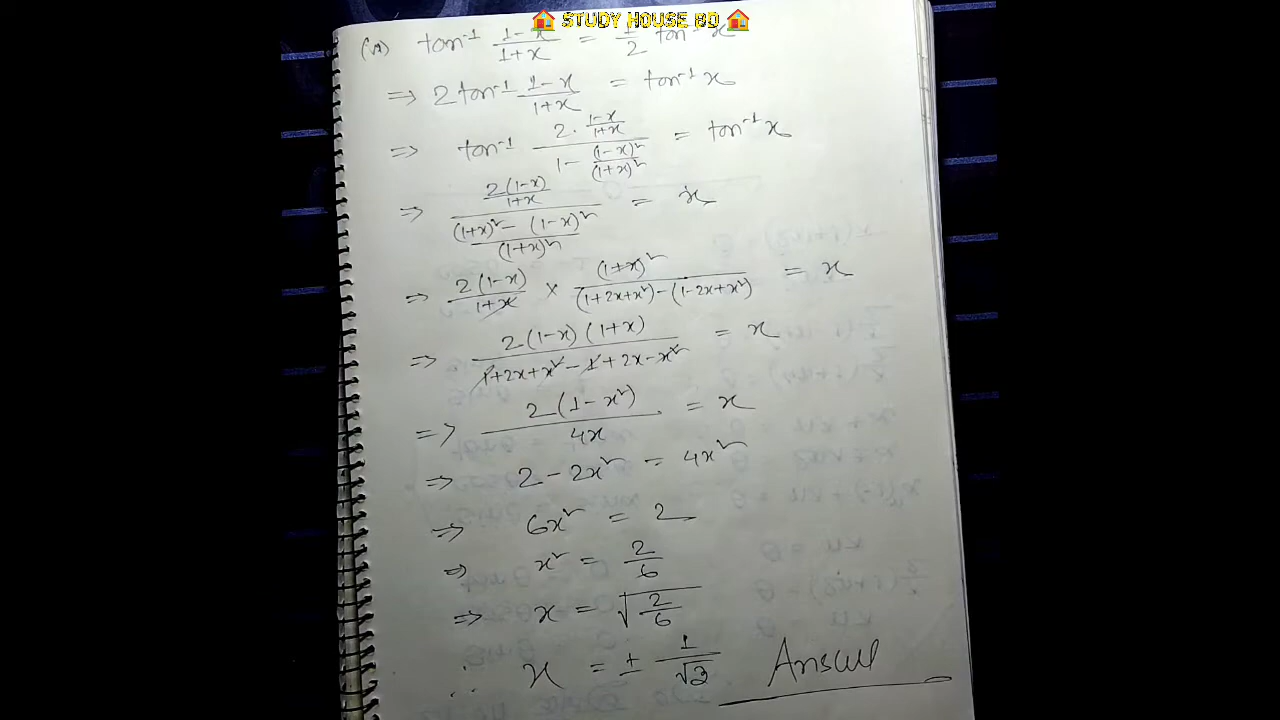 🏠 STUDY HOUSE BD 🏠
(vi) tan⁻¹ (1-x)/(1+x) = 1/2 tan⁻¹ x
⇒ 2 tan⁻¹ (1-x)/(1+x) = tan⁻¹ x
⇒ tan⁻¹ (2. (1-x)/(1+x))/(1 - (1-x)²/(1+x)²) = tan⁻¹ x
⇒ (2(1-x)/(1+x))/(((1+x)² - (1-x)²)/(1+x)²) = x
⇒ 2(1-x)/(1+x) × (1+x)²/((1+2x+x²)-(1-2x+x²)) = x
⇒ 2(1-x)(1+x)/(1+2x+x²-1+2x-x²) = x
⇒ 2(1-x²)/4x = x
⇒ 2-2x² = 4x²
⇒ 6x² = 2
⇒ x² = 2/6
⇒ x = √(2/6)
∴ x = ± 1/√3 Answer